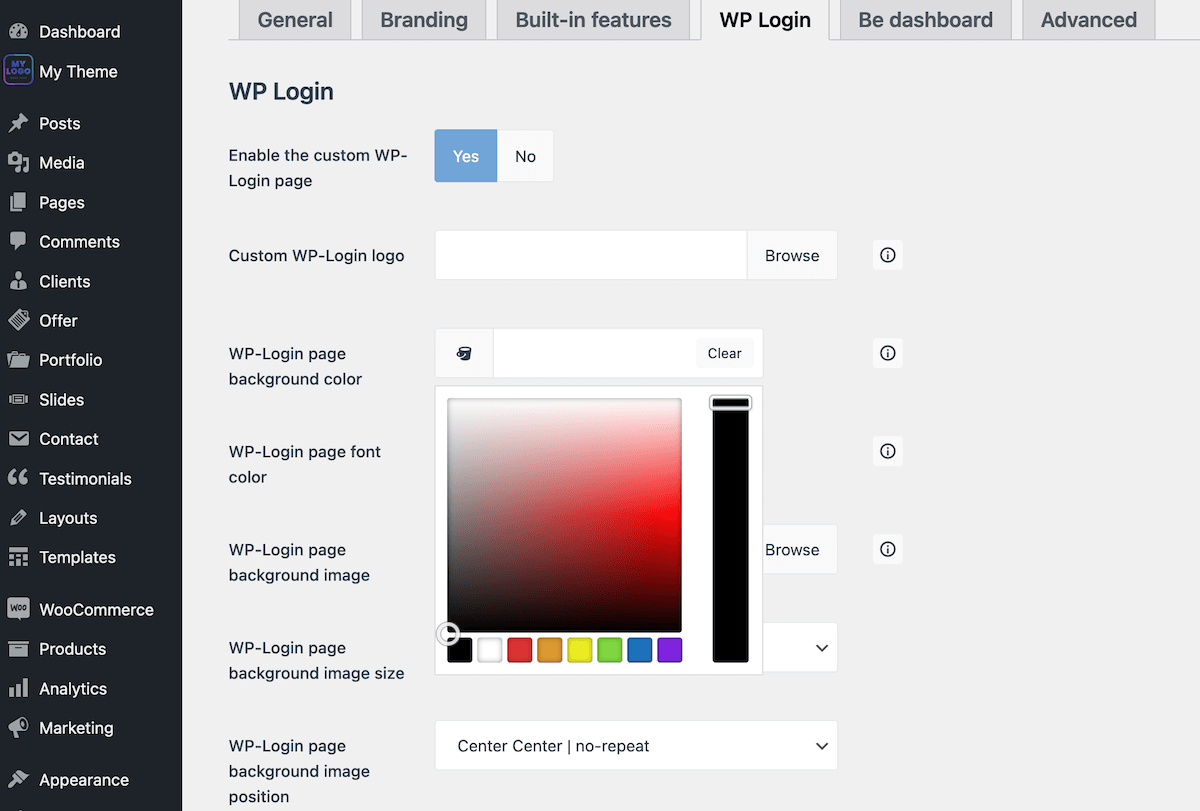 Dashboard
MY LOGO
My Theme
Posts
Media
Pages
Comments
Clients
Offer
Portfolio
Slides
Contact
Testimonials
Layouts
Templates
Woo
WooCommerce
Products
Analytics
Marketing
Appearance
General
Branding
Built-in features
WP Login
Be dashboard
Advanced
WP Login
Enable the custom WP-
Login page
Yes
No
Custom WP-Login logo
Browse
WP-Login page
background color
Clear
WP-Login page font
color
WP-Login page
background image
Browse
WP-Login page
background image size
WP-Login page
background image
position
Center Center | no-repeat